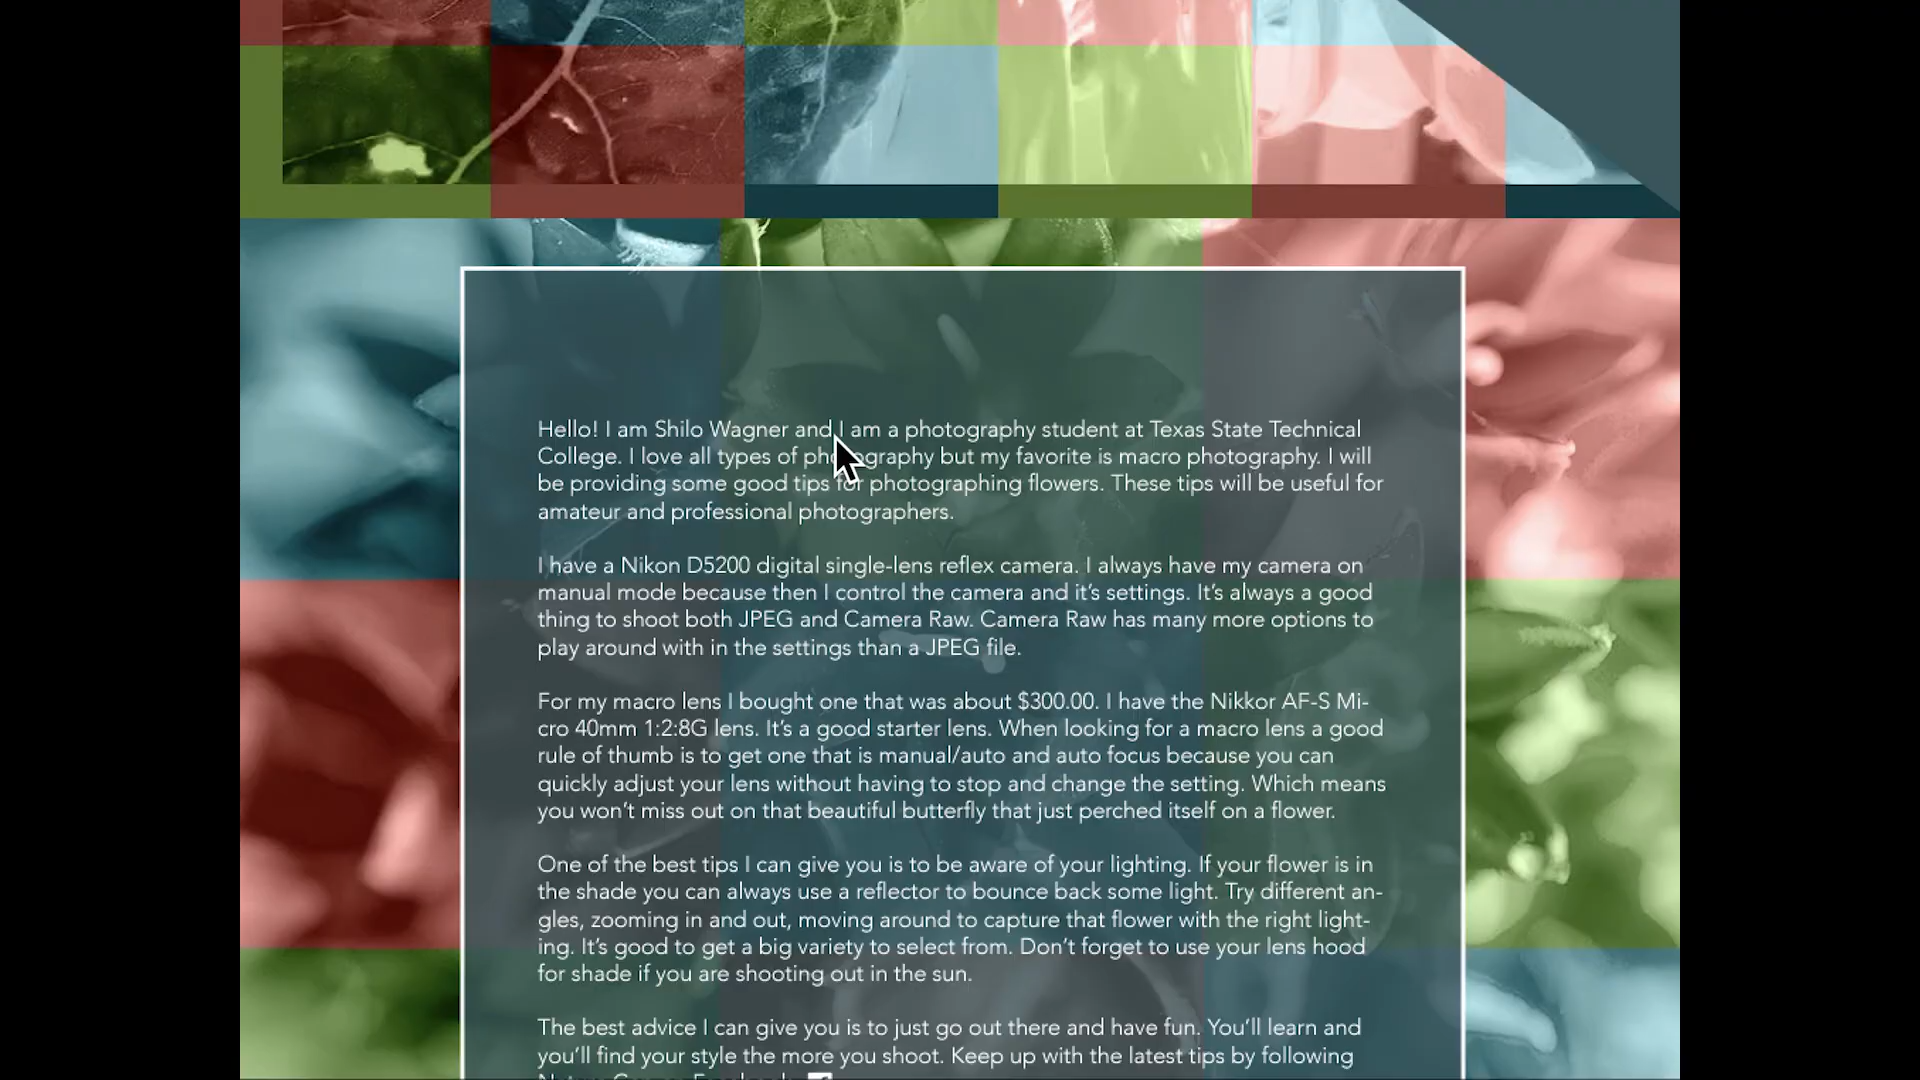 Hello! I am Shilo Wagner and I am a photography student at Texas State Technical
College. I love all types of photography but my favorite is macro photography. I will
be providing some good tips for photographing flowers. These tips will be useful for
amateur and professional photographers.
I have a Nikon D5200 digital single-lens reflex camera. I always have my camera on
manual mode because then I control the camera and it’s settings. It’s always a good
thing to shoot both JPEG and Camera Raw. Camera Raw has many more options to
play around with in the settings than a JPEG file.
For my macro lens I bought one that was about $300.00. I have the Nikkor AF-S Mi-
cro 40mm 1:2:8G lens. It’s a good starter lens. When looking for a macro lens a good
rule of thumb is to get one that is manual/auto and auto focus because you can
quickly adjust your lens without having to stop and change the setting. Which means
you won’t miss out on that beautiful butterfly that just perched itself on a flower.
One of the best tips I can give you is to be aware of your lighting. If your flower is in
the shade you can always use a reflector to bounce back some light. Try different an-
gles, zooming in and out, moving around to capture that flower with the right light-
ing. It’s good to get a big variety to select from. Don’t forget to use your lens hood
for shade if you are shooting out in the sun.
The best advice I can give you is to just go out there and have fun. You’ll learn and
you’ll find your style the more you shoot. Keep up with the latest tips by following